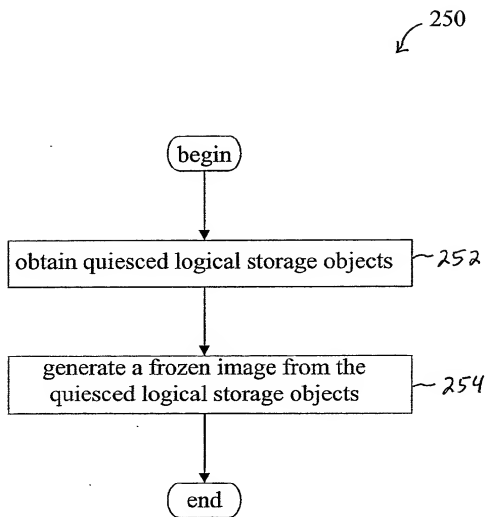 250
begin
obtain quiesced logical storage objects
252
generate a frozen image from the
quiesced logical storage objects
254
end